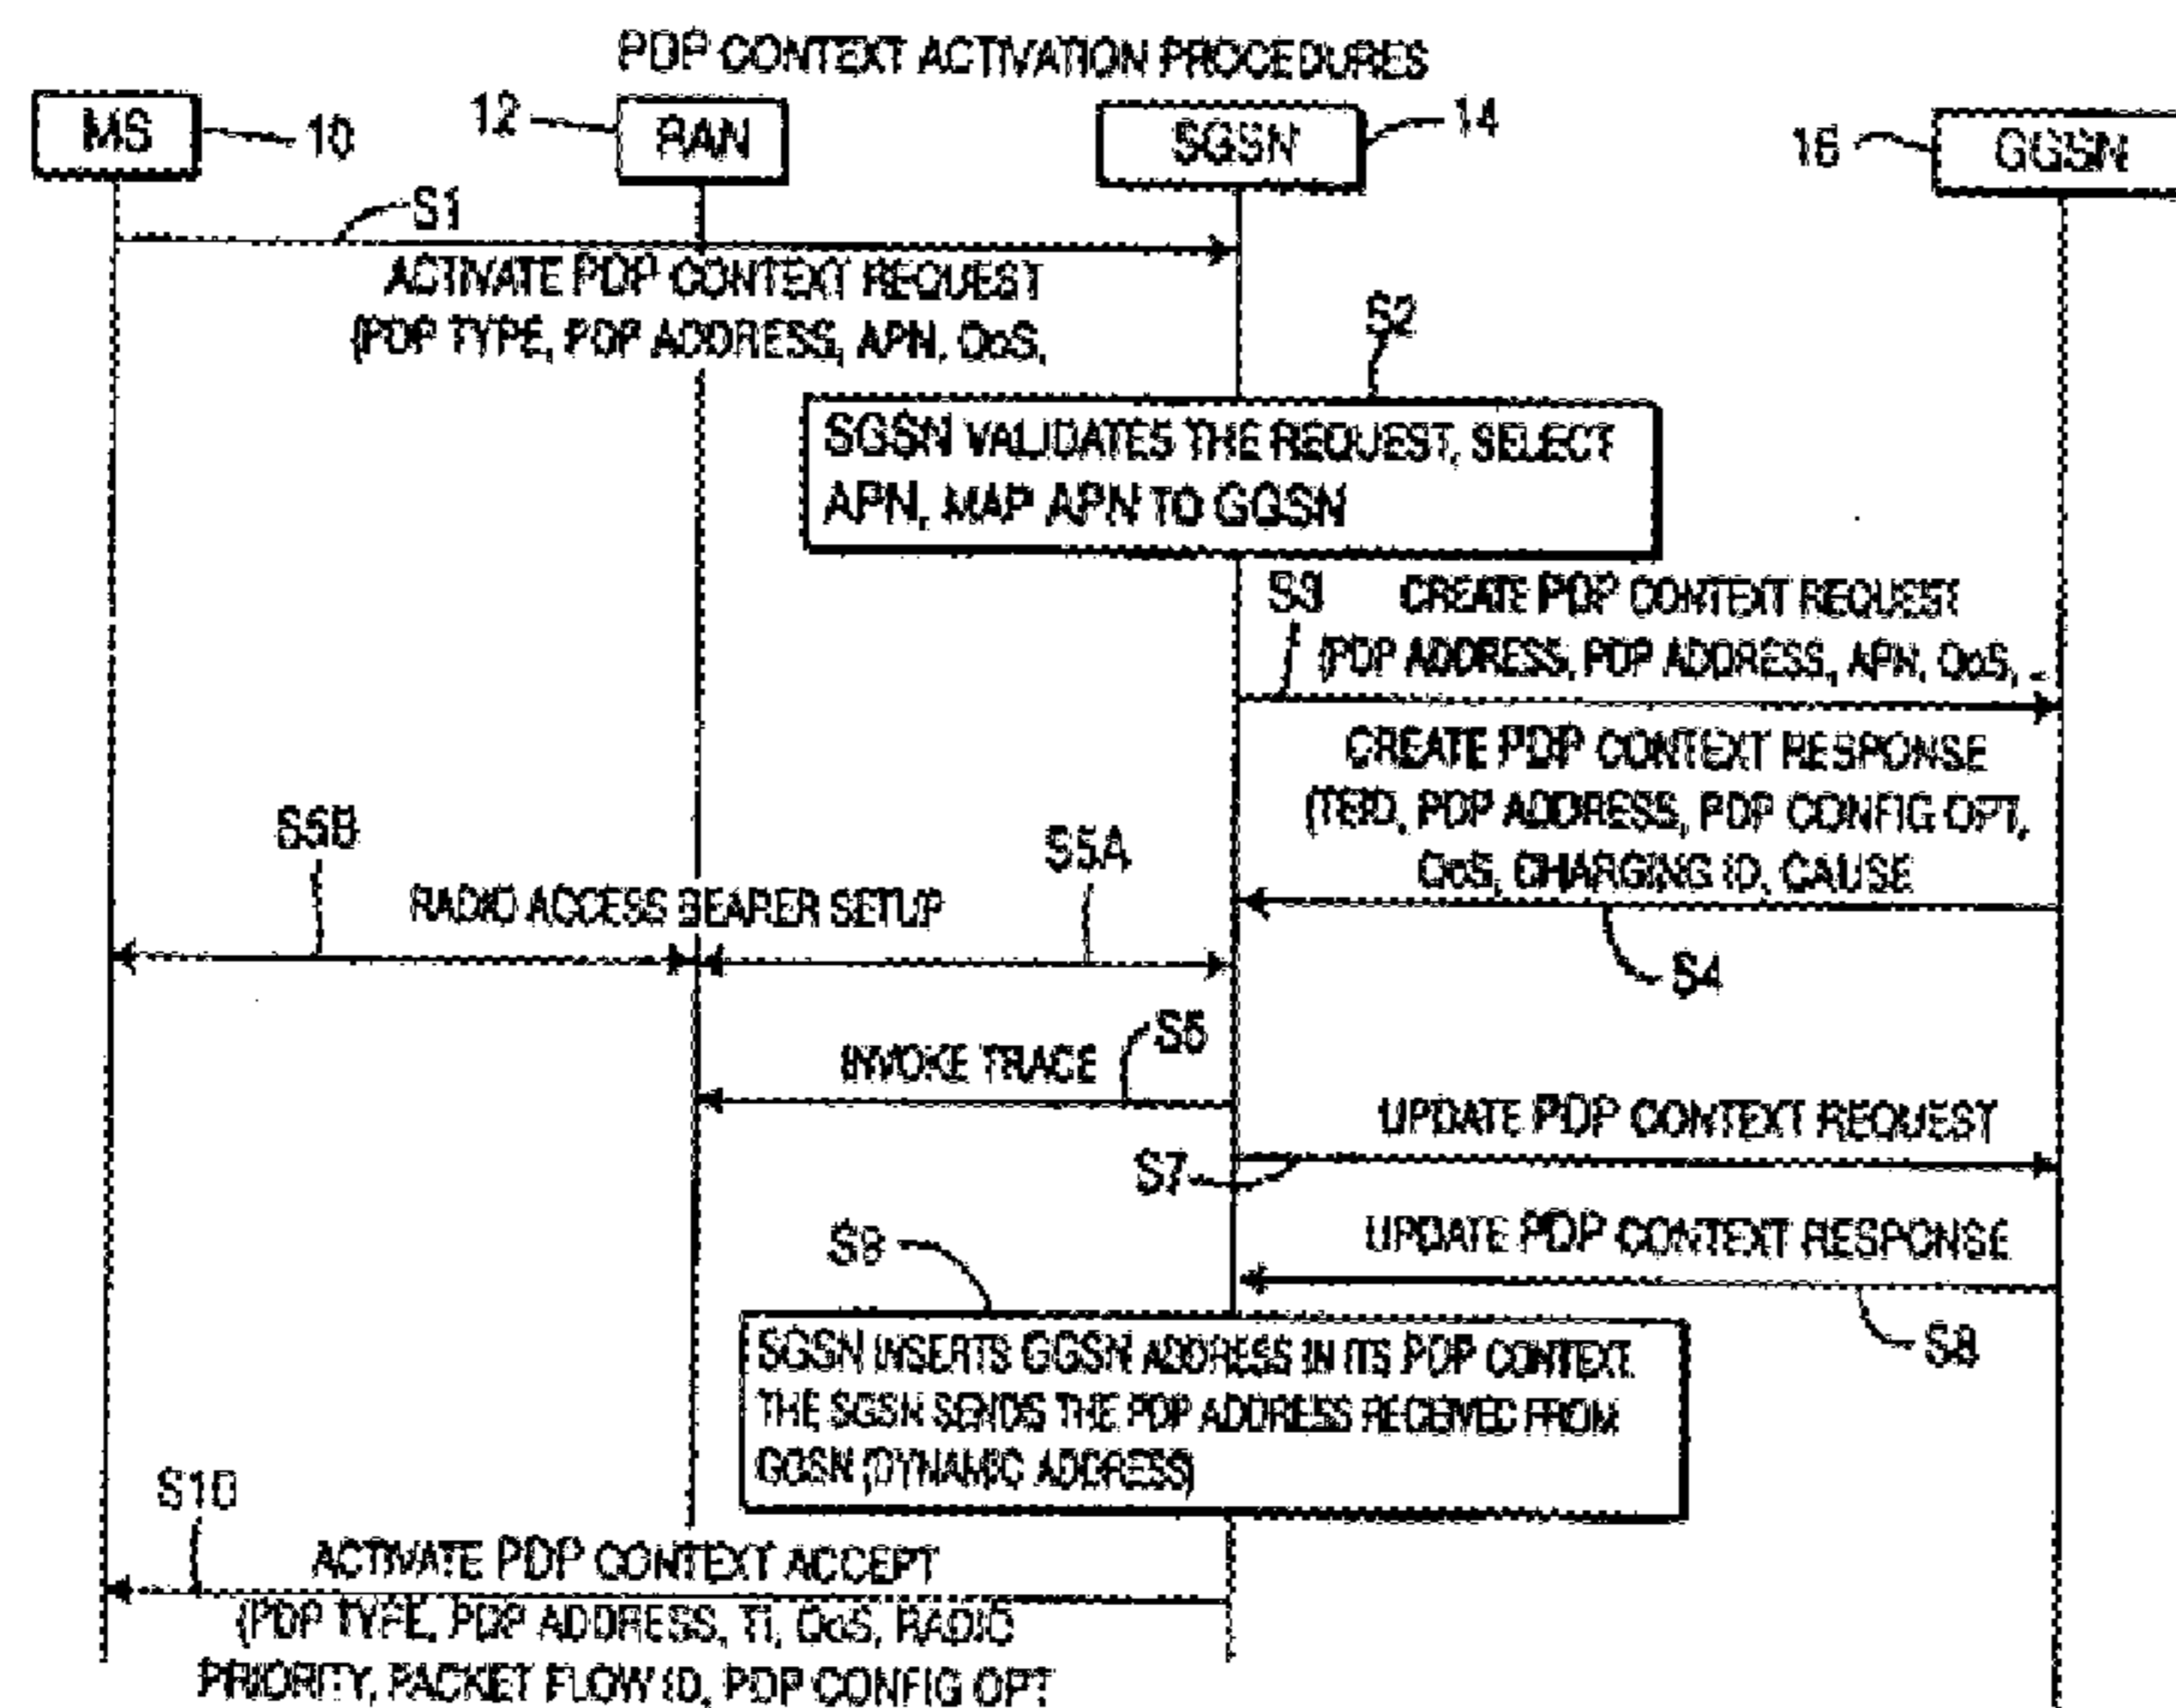 PDP CONTEXT ACTIVATION PROCEDURES
MS
10
12
RAN
SGSN
14
16
GGSN
S1
ACTIVATE PDP CONTEXT REQUEST
(PDP TYPE, PDP ADDRESS, APN, QoS,
S2
SGSN VALIDATES THE REQUEST, SELECT
APN, MAP APN TO GGSN
S3
CREATE PDP CONTEXT REQUEST
(PDP ADDRESS, PDP ADDRESS, APN, QoS,
CREATE PDP CONTEXT RESPONSE
(TEID, PDP ADDRESS, PDP CONFIG OPT,
QoS, CHARGING ID, CAUSE
S4
S5B
S5A
RADIO ACCESS BEARER SETUP
INVOKE TRACE
UPDATE PDP CONTEXT REQUEST
S7
UPDATE PDP CONTEXT RESPONSE
S8
S9
SGSN INSERTS GGSN ADDRESS IN ITS PDP CONTEXT.
THE SGSN SENDS THE PDP ADDRESS RECEIVED FROM
GGSN (DYNAMIC ADDRESS)
S10
ACTIVATE PDP CONTEXT ACCEPT
(PDP TYPE, PDP ADDRESS, TI, QoS, RADIO
PRIORITY, PACKET FLOW ID, PDP CONFIG OPT